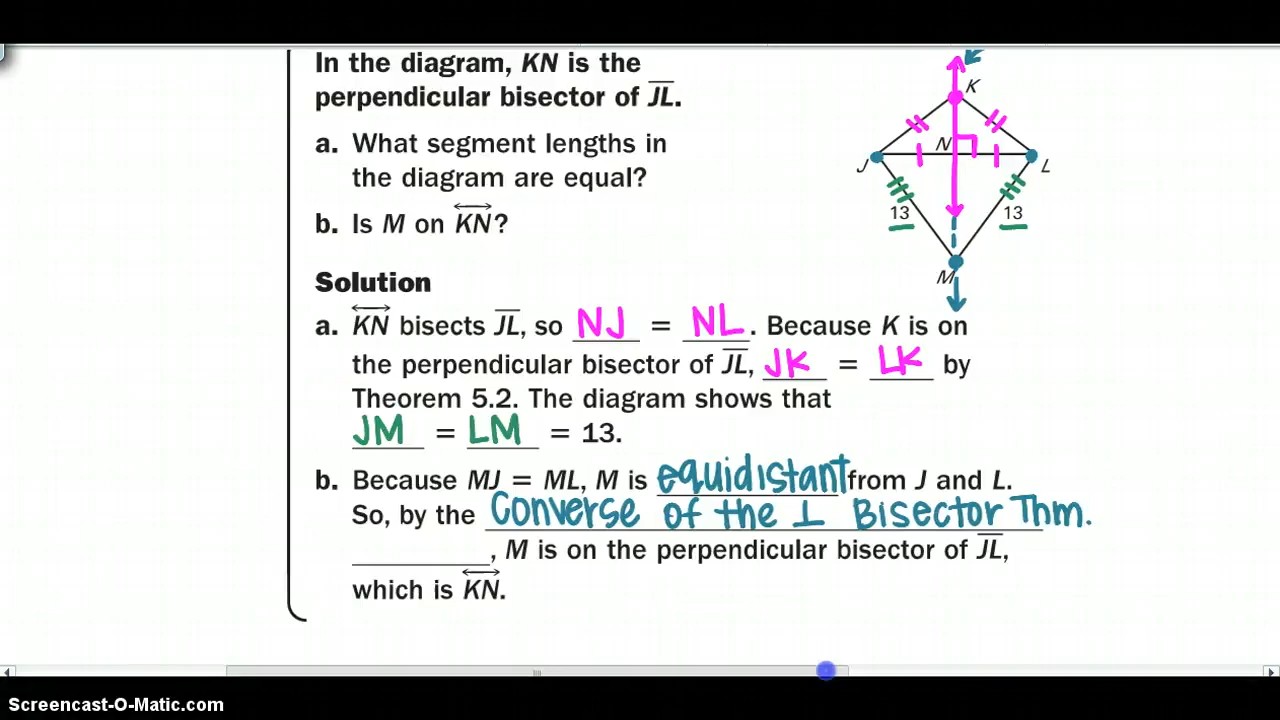 In the diagram, KN is the
perpendicular bisector of JL.
a. What segment lengths in
the diagram are equal?
b. Is M on KN?
K
N
J
L
13
13
M
Solution
a. KN bisects JL, so NJ = NL. Because K is on
the perpendicular bisector of JL, JK = LK by
Theorem 5.2. The diagram shows that
JM = LM = 13.
b. Because MJ = ML, M is equidistant from J and L.
So, by the Converse of the ⊥ Bisector Thm.
, M is on the perpendicular bisector of JL,
which is KN.
Screencast-O-Matic.com